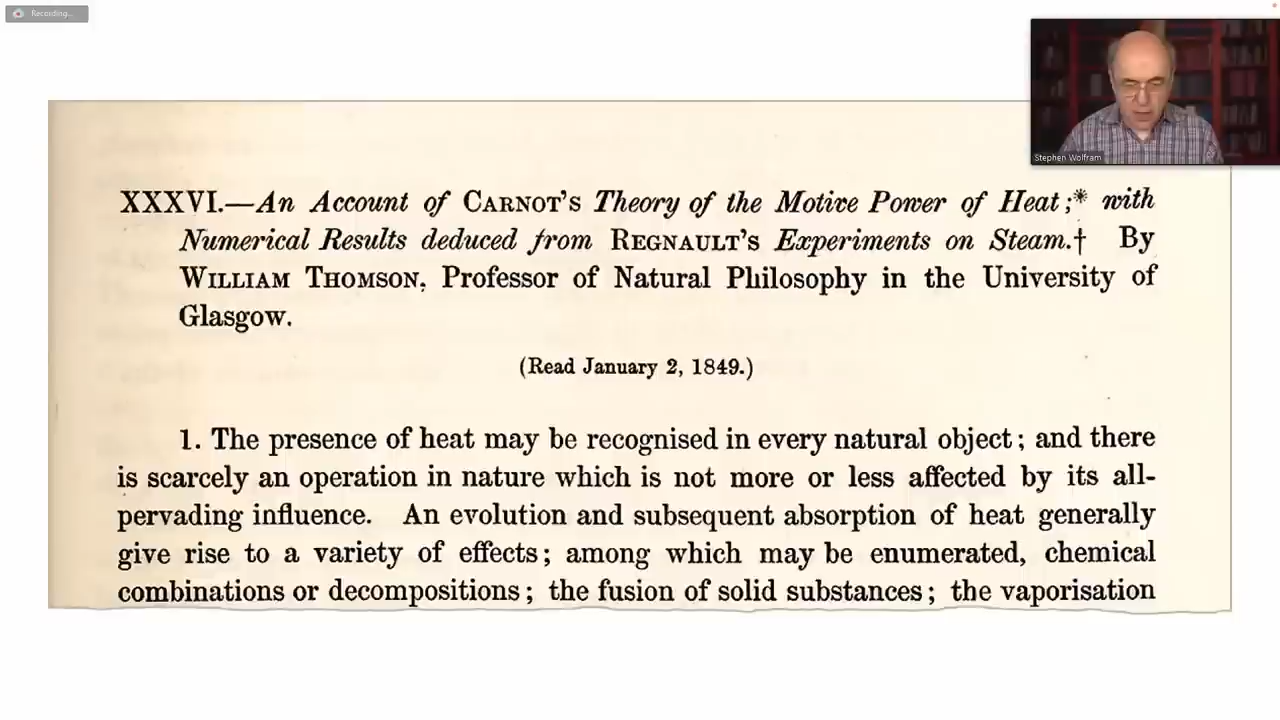 Recording...
Stephen Wolfram
XXXVI.—An Account of CARNOT'S Theory of the Motive Power of Heat;* with
Numerical Results deduced from REGNAULT'S Experiments on Steam.† By
WILLIAM THOMSON, Professor of Natural Philosophy in the University of
Glasgow.
(Read January 2, 1849.)
1. The presence of heat may be recognised in every natural object; and there
is scarcely an operation in nature which is not more or less affected by its all-
pervading influence. An evolution and subsequent absorption of heat generally
give rise to a variety of effects; among which may be enumerated, chemical
combinations or decompositions; the fusion of solid substances; the vaporisation